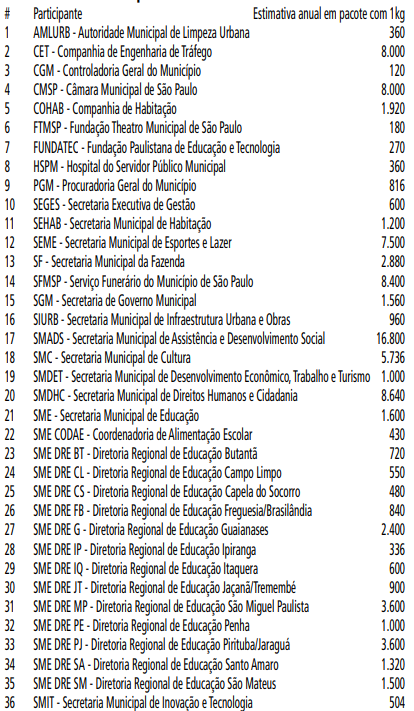 # Participante Estimativa anual em pacote com 1kg
1 AMLURB - Autoridade Municipal de Limpeza Urbana 360
2 CET - Companhia de Engenharia de Tráfego 8.000
3 CGM - Controladoria Geral do Município 120
4 CMSP - Câmara Municipal de São Paulo 8.000
5 COHAB - Companhia de Habitação 1.920
6 FTMSP - Fundação Theatro Municipal de São Paulo 180
7 FUNDATEC - Fundação Paulistana de Educação e Tecnologia 270
8 HSPM - Hospital do Servidor Público Municipal 360
9 PGM - Procuradoria Geral do Município 816
10 SEGES - Secretaria Executiva de Gestão 600
11 SEHAB - Secretaria Municipal de Habitação 1.200
12 SEME - Secretaria Municipal de Esportes e Lazer 7.500
13 SF - Secretaria Municipal da Fazenda 2.880
14 SFMSP - Serviço Funerário do Município de São Paulo 8.400
15 SGM - Secretaria de Governo Municipal 1.560
16 SIURB - Secretaria Municipal de Infraestrutura Urbana e Obras 960
17 SMADS - Secretaria Municipal de Assistência e Desenvolvimento Social 16.800
18 SMC - Secretaria Municipal de Cultura 5.736
19 SMDET - Secretaria Municipal de Desenvolvimento Econômico, Trabalho e Turismo 1.000
20 SMDHC - Secretaria Municipal de Direitos Humanos e Cidadania 8.640
21 SME - Secretaria Municipal de Educação 1.600
22 SME CODAE - Coordenadoria de Alimentação Escolar 430
23 SME DRE BT - Diretoria Regional de Educação Butantã 720
24 SME DRE CL - Diretoria Regional de Educação Campo Limpo 550
25 SME DRE CS - Diretoria Regional de Educação Capela do Socorro 480
26 SME DRE FB - Diretoria Regional de Educação Freguesia/Brasilândia 840
27 SME DRE G - Diretoria Regional de Educação Guaianases 2.400
28 SME DRE IP - Diretoria Regional de Educação Ipiranga 336
29 SME DRE IQ - Diretoria Regional de Educação Itaquera 600
30 SME DRE JT - Diretoria Regional de Educação Jaçanã/Tremembé 900
31 SME DRE MP - Diretoria Regional de Educação São Miguel Paulista 3.600
32 SME DRE PE - Diretoria Regional de Educação Penha 1.000
33 SME DRE PJ - Diretoria Regional de Educação Pirituba/Jaraguá 3.600
34 SME DRE SA - Diretoria Regional de Educação Santo Amaro 1.320
35 SME DRE SM - Diretoria Regional de Educação São Mateus 1.500
36 SMIT - Secretaria Municipal de Inovação e Tecnologia 504